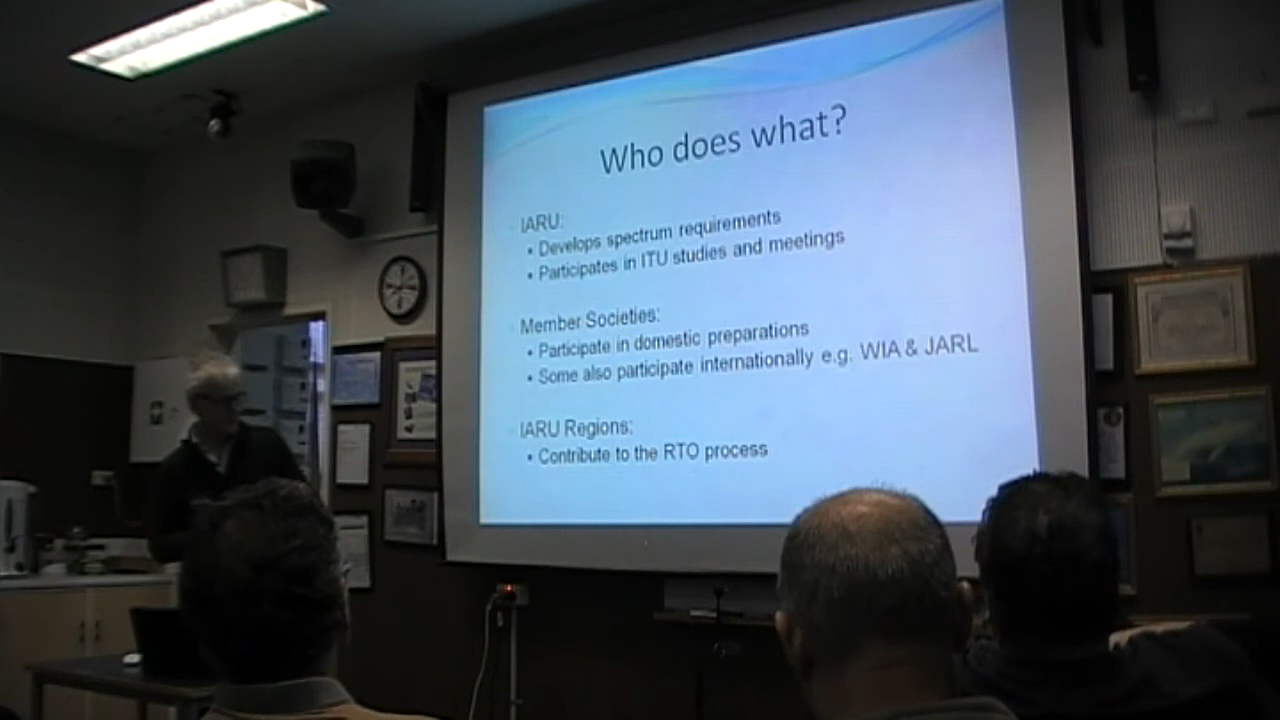 Who does what?
IARU:
• Develops spectrum requirements
• Participates in ITU studies and meetings
Member Societies:
• Participate in domestic preparations
• Some also participate internationally e.g. WIA & JARL
IARU Regions:
• Contribute to the RTO process